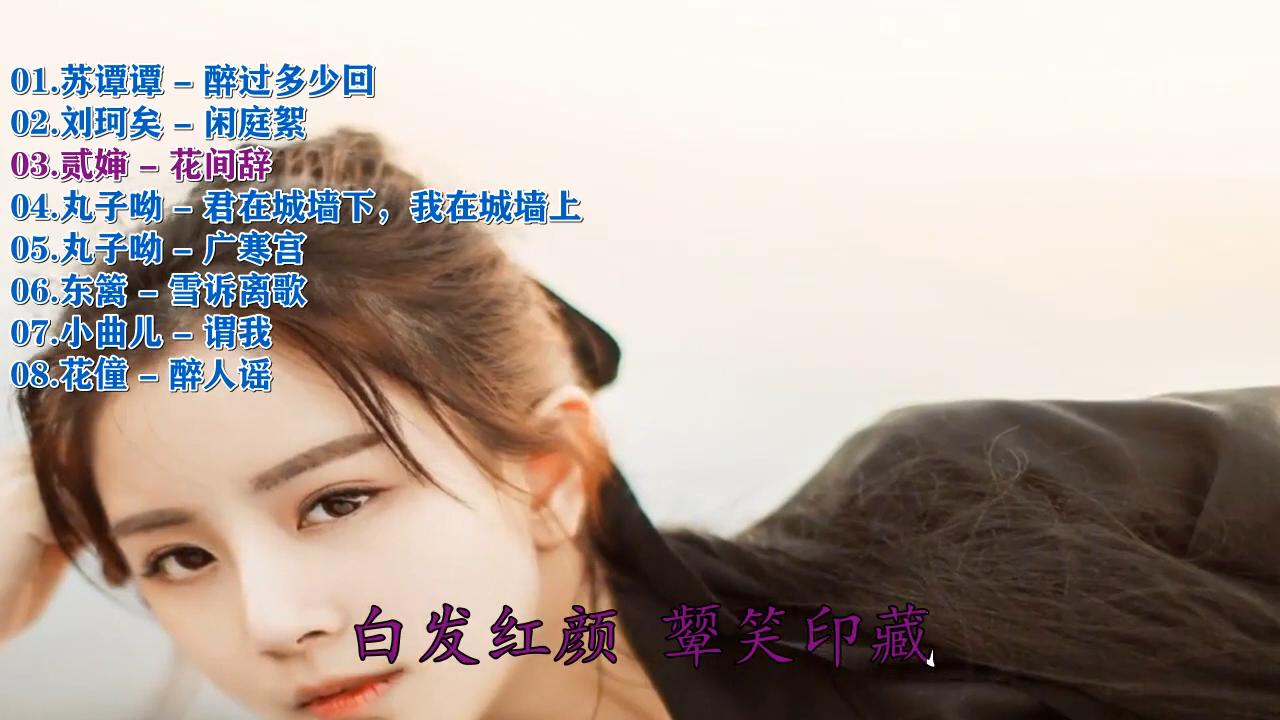 01.苏谭谭 – 醉过多少回
02.刘珂矣 – 闲庭絮
03.贰婶 – 花间辞
04.丸子呦 – 君在城墙下，我在城墙上
05.丸子呦 – 广寒宫
06.东篱 – 雪诉离歌
07.小曲儿 – 谓我
08.花僮 – 醉人谣
白发红颜 颦笑印藏